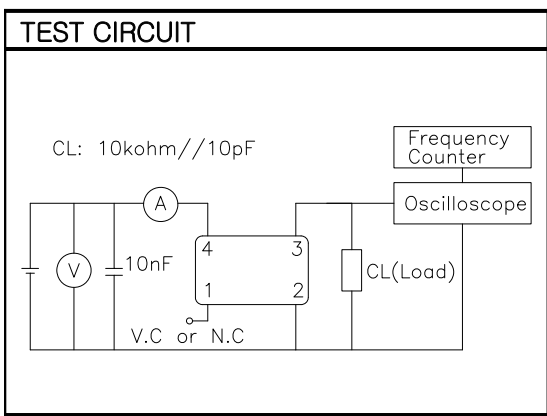 TEST CIRCUIT
CL: 10kohm//10pF
Frequency
Counter
Oscilloscope
A
V
10nF
4
3
1
2
CL(Load)
V.C or N.C